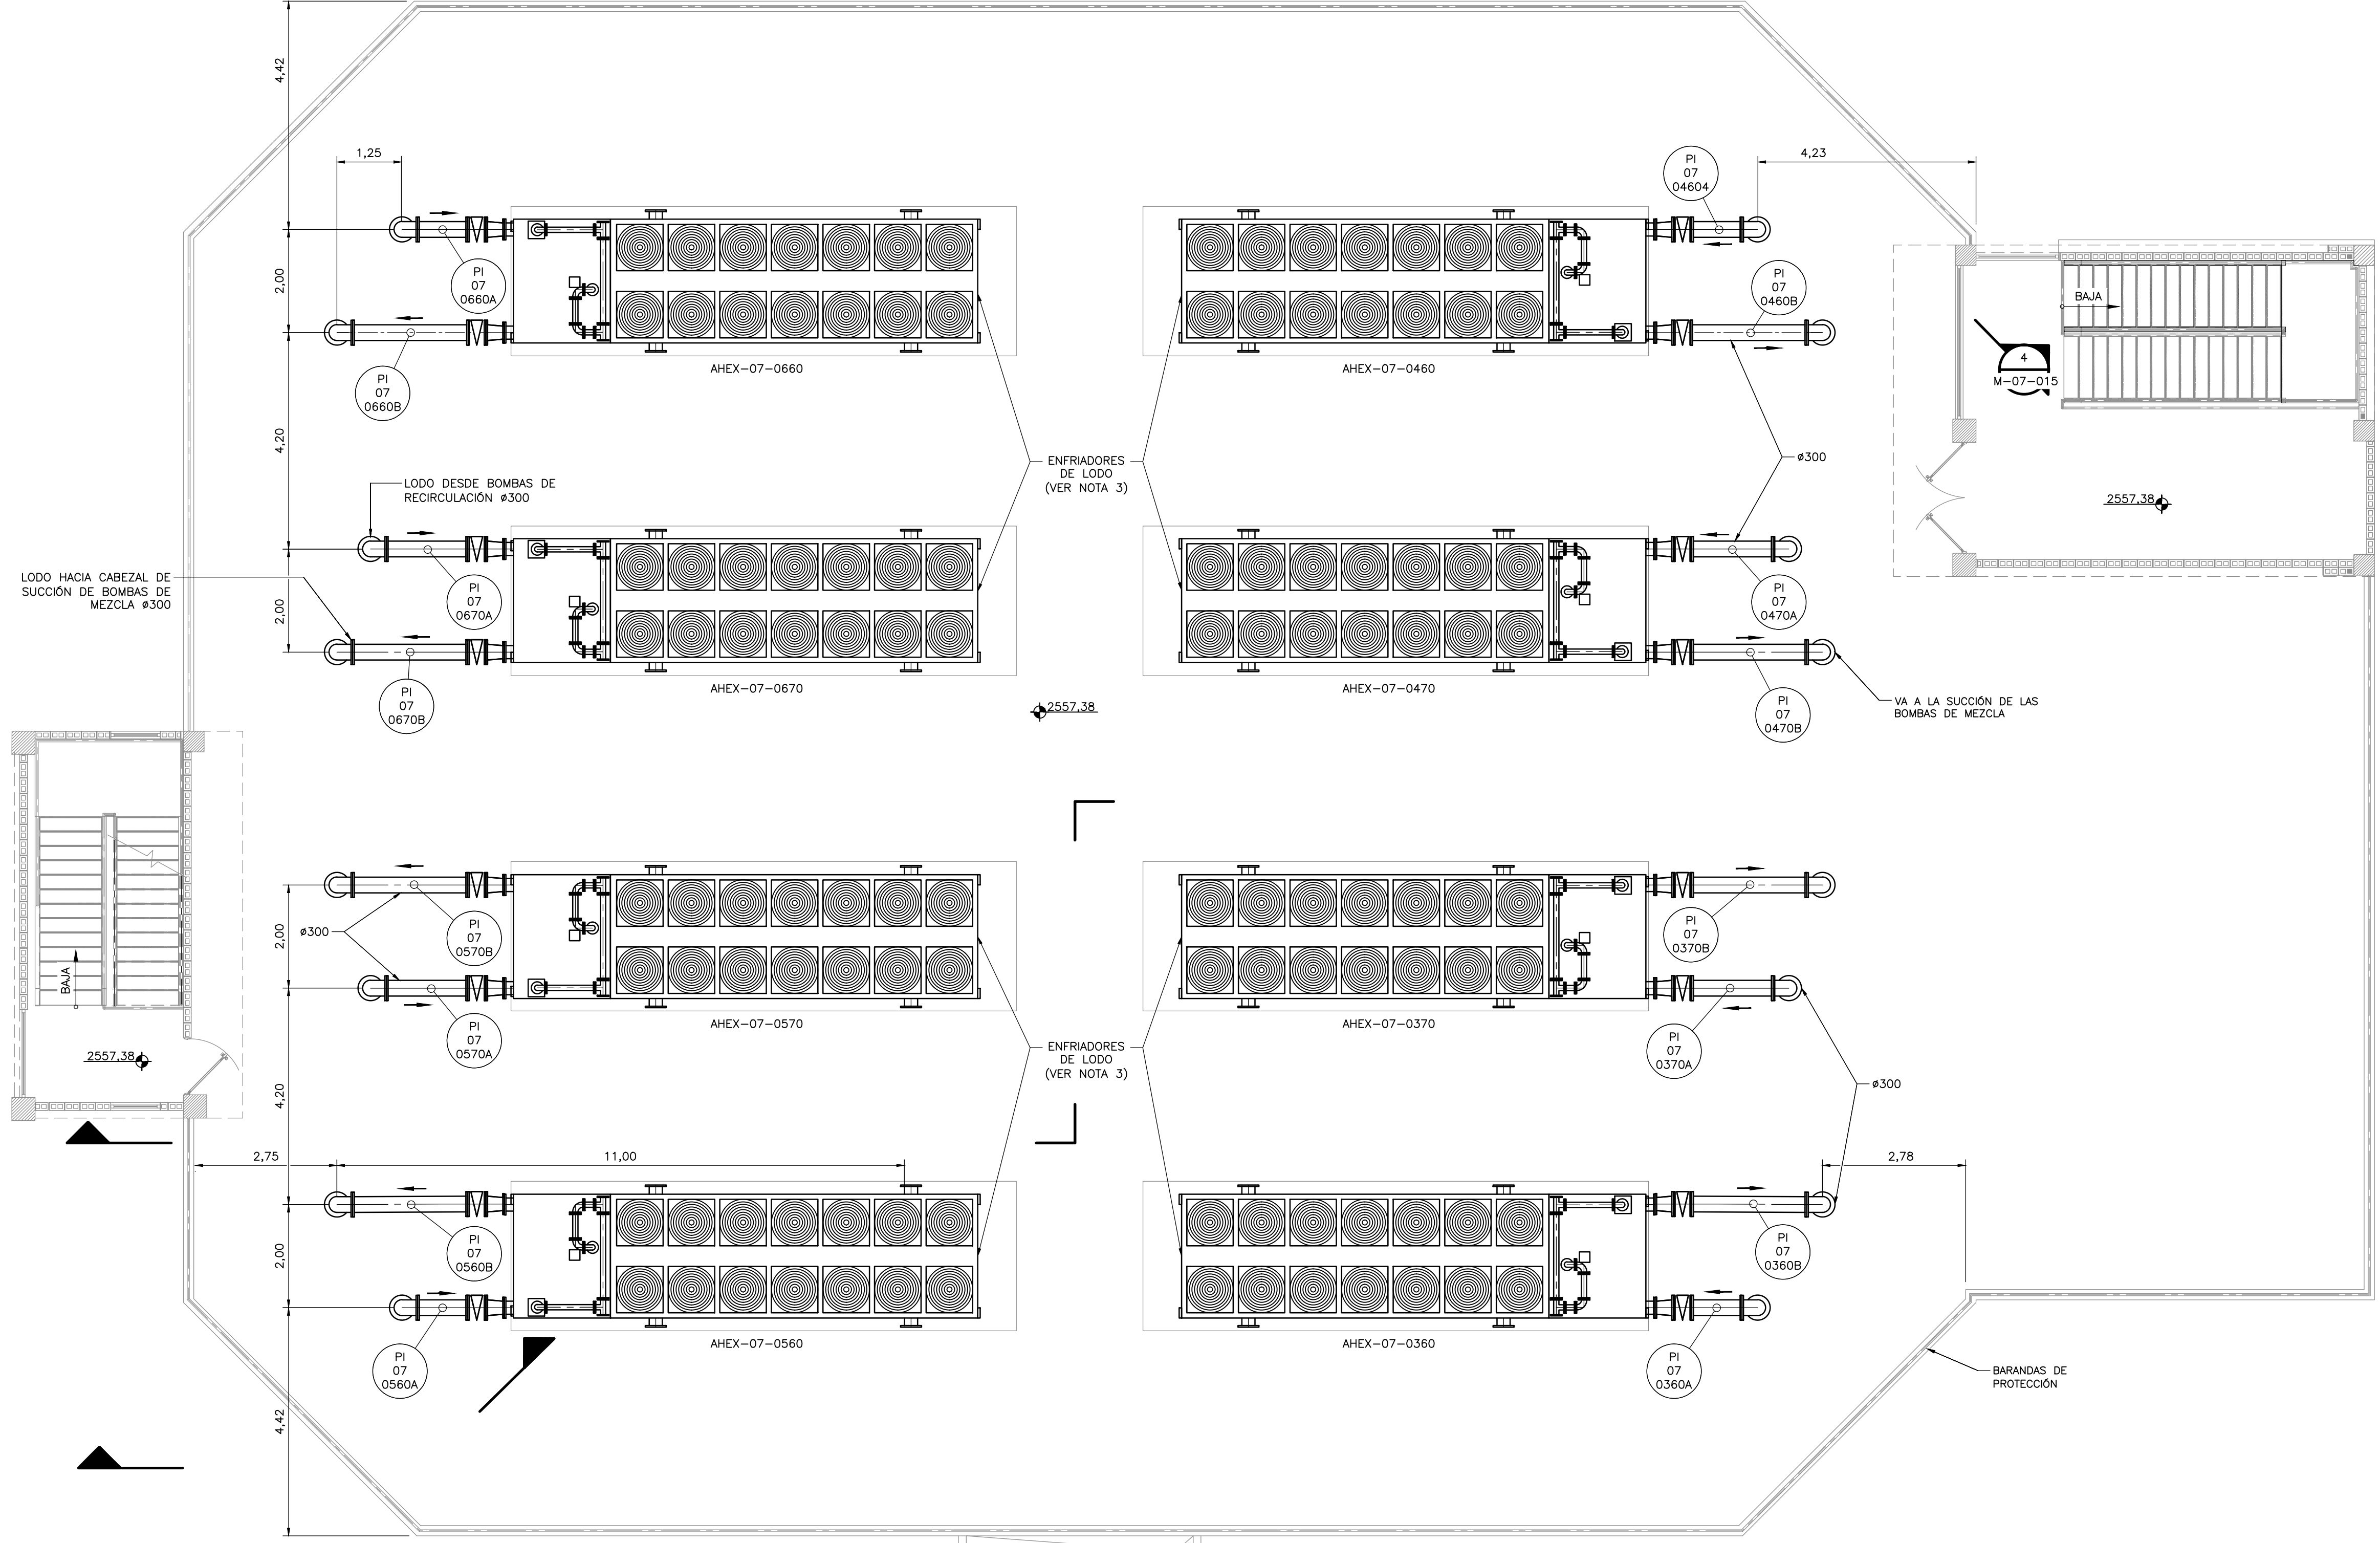 4,42
1,25
4,23
PI
07
04604
PI
07
0660A
PI
07
0460B
2,00
BAJA
AHEX-07-0660
AHEX-07-0460
4
M-07-015
PI
07
0660B
4,20
ENFRIADORES
DE LODO
(VER NOTA 3)
ø300
LODO DESDE BOMBAS DE
RECIRCULACIÓN ø300
2557,38
LODO HACIA CABEZAL DE
SUCCIÓN DE BOMBAS DE
MEZCLA ø300
PI
07
0670A
PI
07
0470A
2,00
AHEX-07-0670
AHEX-07-0470
PI
07
0670B
2557,38
PI
07
0470B
VA A LA SUCCIÓN DE LAS
BOMBAS DE MEZCLA
ø300
2,00
PI
07
0570B
PI
07
0370B
BAJA
AHEX-07-0570
AHEX-07-0370
PI
07
0570A
PI
07
0370A
2557,38
ENFRIADORES
DE LODO
(VER NOTA 3)
ø300
4,20
2,75
11,00
2,78
PI
07
0560B
PI
07
0360B
2,00
AHEX-07-0560
AHEX-07-0360
PI
07
0560A
PI
07
0360A
BARANDAS DE
PROTECCIÓN
4,42